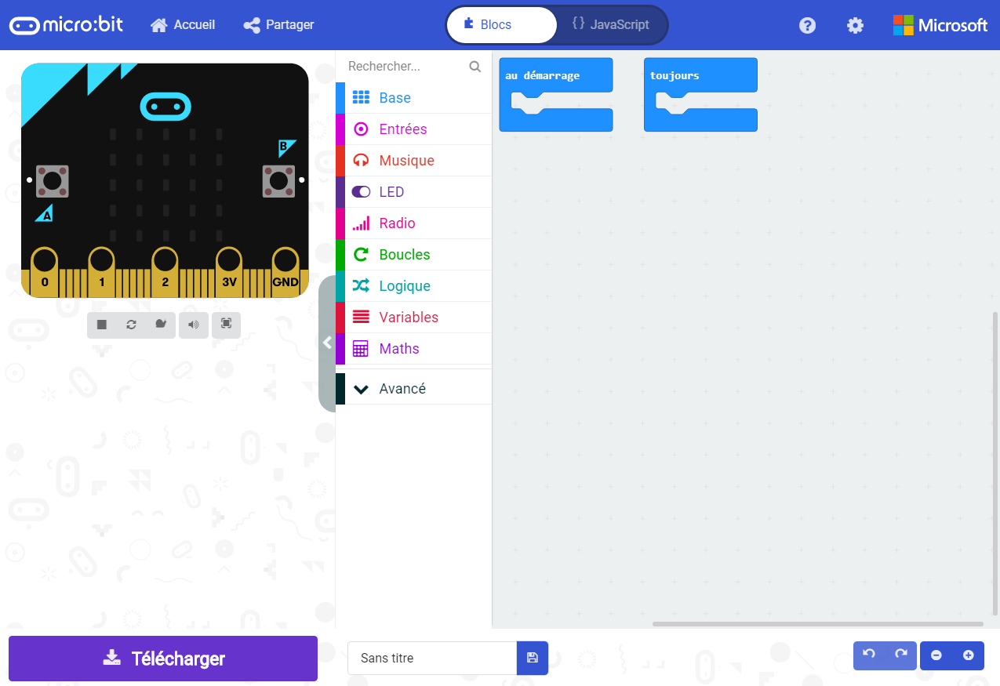 micro:bit
Accueil
Partager
Blocs
{} JavaScript
?
Microsoft
B
A
0
1
2
3V
GND
Rechercher...
Base
Entrées
Musique
LED
Radio
Boucles
Logique
Variables
Maths
Avancé
au démarrage
toujours
Télécharger
Sans titre